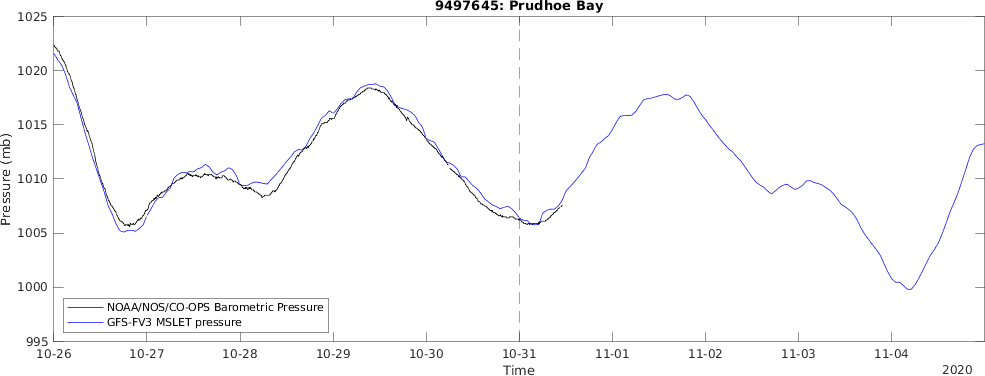 9497645: Prudhoe Bay
1025
1020
1015
1010
1005
1000
995
Pressure (mb)
NOAA/NOS/CO-OPS Barometric Pressure
GFS-FV3 MSLET pressure
10-26 10-27 10-28 10-29 10-30 10-31 11-01 11-02 11-03 11-04
Time
2020